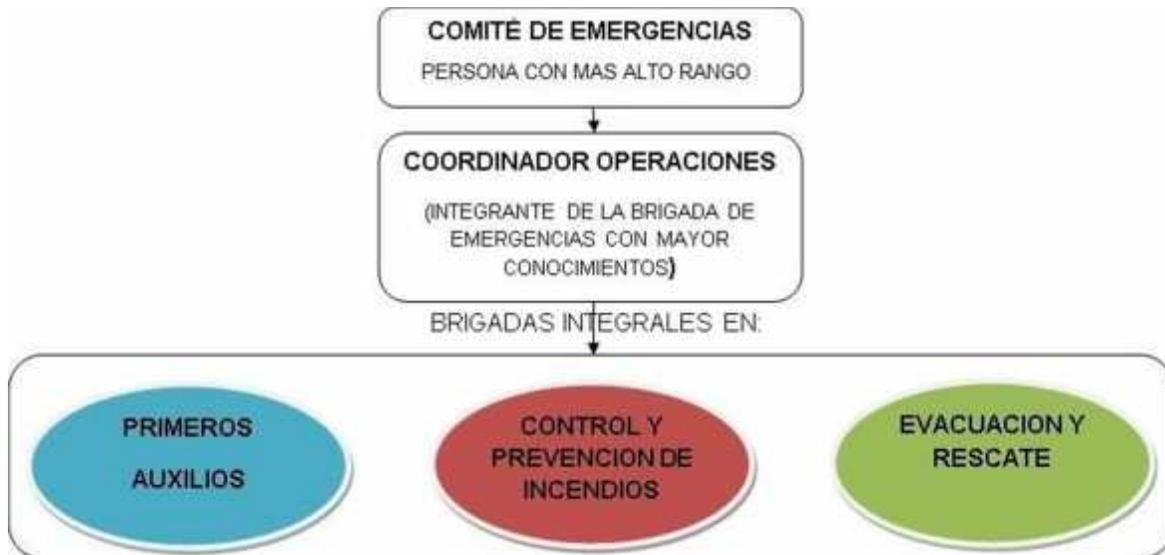 COMITÉ DE EMERGENCIAS
PERSONA CON MAS ALTO RANGO
COORDINADOR OPERACIONES
(INTEGRANTE DE LA BRIGADA DE
EMERGENCIAS CON MAYOR
CONOCIMIENTOS)
BRIGADAS INTEGRALES EN:
PRIMEROS
AUXILIOS
CONTROL Y
PREVENCION DE
INCENDIOS
EVACUACION Y
RESCATE